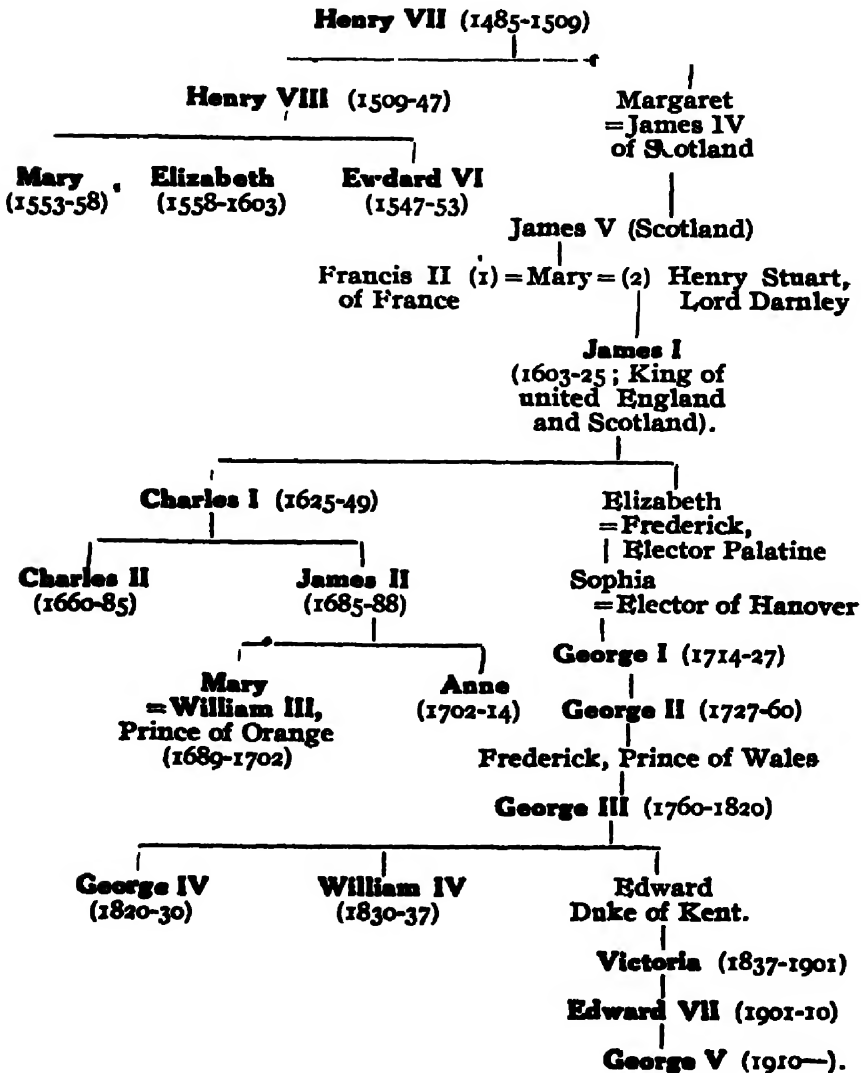 Henry VII (1485-1509)
Henry VIII (1509-47)
Margaret
=James IV
of Scotland
Mary
(1553-58)
Elizabeth
(1558-1603)
Ewdard VI
(1547-53)
James V (Scotland)
Francis II (1)=Mary=(2) Henry Stuart,
of France Lord Darnley
James I
(1603-25; King of
united England
and Scotland).
Charles I (1625-49)
Elizabeth
=Frederick,
Elector Palatine
Charles II
(1660-85)
James II
(1685-88)
Sophia
=Elector of Hanover
George I (1714-27)
Mary
=William III,
Prince of Orange
(1689-1702)
Anne
(1702-14)
George II (1727-60)
Frederick, Prince of Wales
George III (1760-1820)
George IV
(1820-30)
William IV
(1830-37)
Edward
Duke of Kent.
Victoria (1837-1901)
Edward VII (1901-10)
George V (1910—).